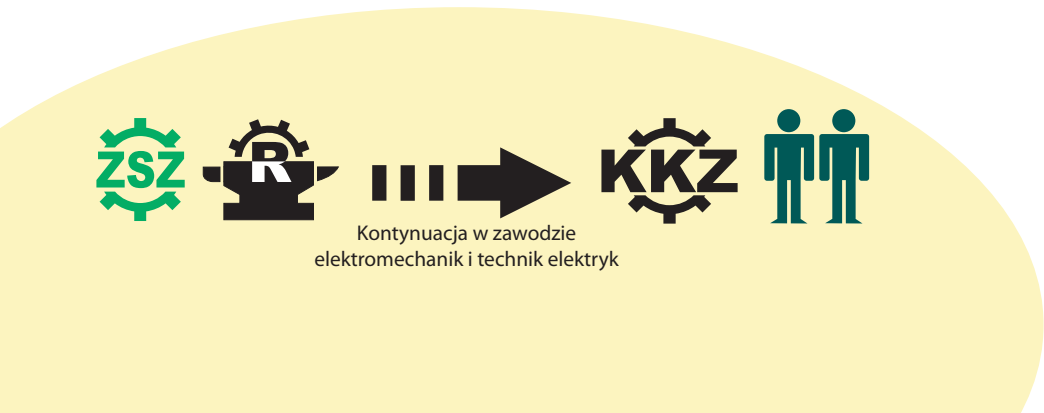 ZSZ
R
KKZ
Kontynuacja w zawodzie
elektromechanik i technik elektryk